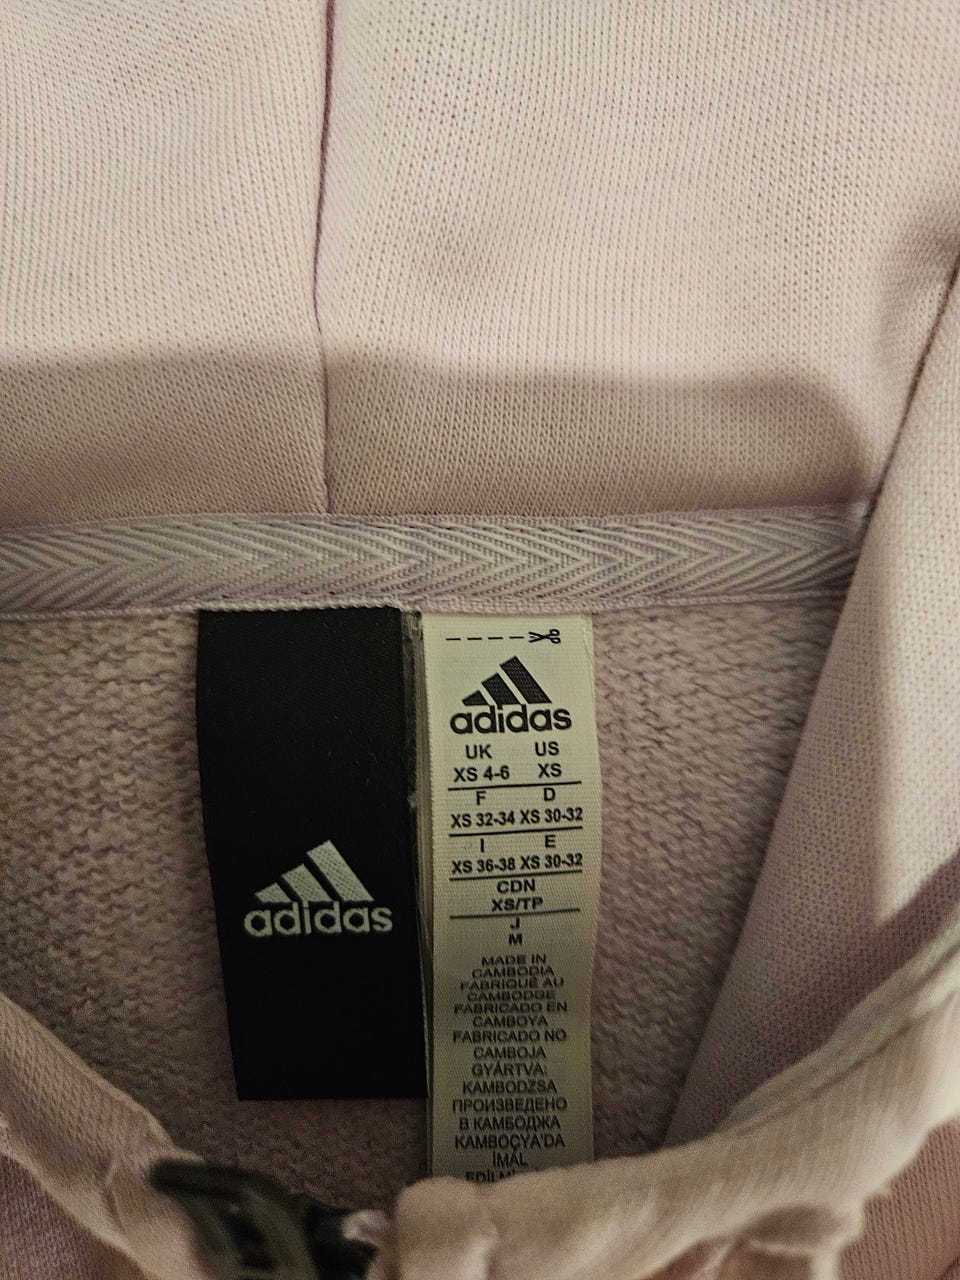 adidas
adidas
UK US
XS 4-6 XS
F D
XS 32-34 XS 30-32
I E
XS 36-38 XS 30-32
CDN
XS/TP
J
M
MADE IN
CAMBODIA
FABRIQUÉ AU
CAMBODGE
FABRICADO EN
CAMBOYA
FABRICADO NO
CAMBOJA
GYÁRTVA:
KAMBODZSA
ПРОИЗВЕДЕНО
В КАМБОДЖА
KAMBOÇYA'DA
İMAL